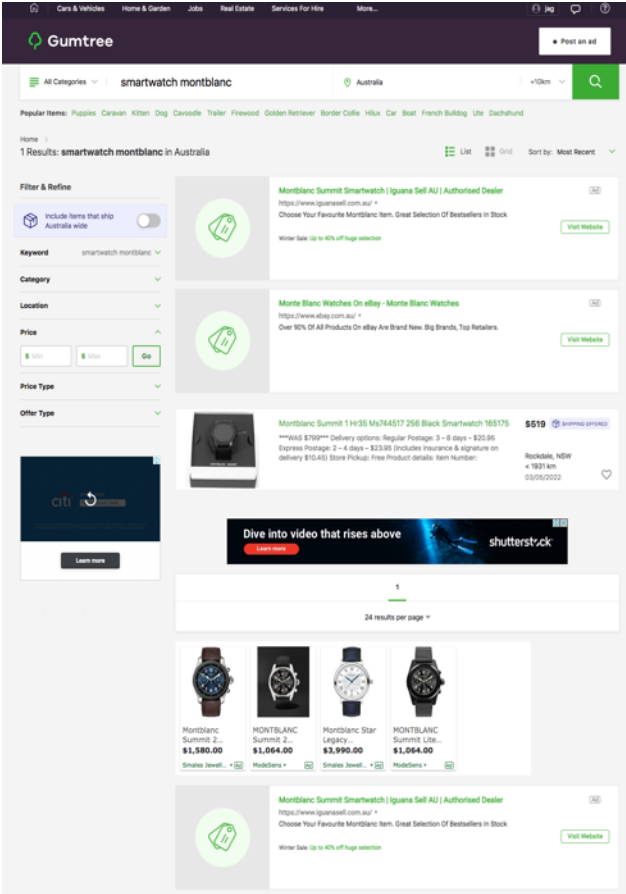 Cars & Vehicles Home & Garden Jobs Real Estate Services For Hire More... jag
Gumtree
Post an ad
All Categories smartwatch montblanc Australia +10km
Popular Items: Puppies Caravan Kitten Dog Cavoodle Trailer Firewood Golden Retriever Border Collie Hilux Car Boat French Bulldog Ute Dachshund
Home
1 Results: smartwatch montblanc in Australia
List Grid Sort by: Most Recent
Filter & Refine
Include items that ship
Australia wide
Keyword smartwatch montblanc
Category
Location
Price
$ Min $ Max Go
Price Type
Offer Type
citi
Learn more
Montblanc Summit Smartwatch | Iguana Sell AU | Authorised Dealer
Ad
https://www.iguanasell.com.au/
Choose Your Favourite Montblanc Item. Great Selection Of Bestsellers In Stock
Visit Website
Winter Sale: Up to 40% off huge selection
Monte Blanc Watches On eBay - Monte Blanc Watches
Ad
https://www.ebay.com.au/
Over 90% Of All Products On eBay Are Brand New. Big Brands, Top Retailers.
Visit Website
Montblanc Summit 1 Hr35 Ms744517 256 Black Smartwatch 165175
$519 SHIPPING OFFERED
***WAS $799*** Delivery options: Regular Postage: 3 – 8 days – $20.95
Express Postage: 2 – 4 days – $23.95 (includes insurance & signature on
delivery $10.45) Store Pickup: Free Product details: Item Number:
Rockdale, NSW
< 1931 km
03/05/2022
Dive into video that rises above
Learn more
shutterstock
1
24 results per page
Montblanc
Summit 2...
$1,580.00
Smales Jewell... Ad
MONTBLANC
Summit 2...
$1,064.00
ModeSens Ad
Montblanc Star
Legacy...
$3,990.00
Smales Jewell... Ad
MONTBLANC
Summit Lite...
$1,064.00
ModeSens Ad
Montblanc Summit Smartwatch | Iguana Sell AU | Authorised Dealer
Ad
https://www.iguanasell.com.au/
Choose Your Favourite Montblanc Item. Great Selection Of Bestsellers In Stock
Visit Website
Winter Sale: Up to 40% off huge selection